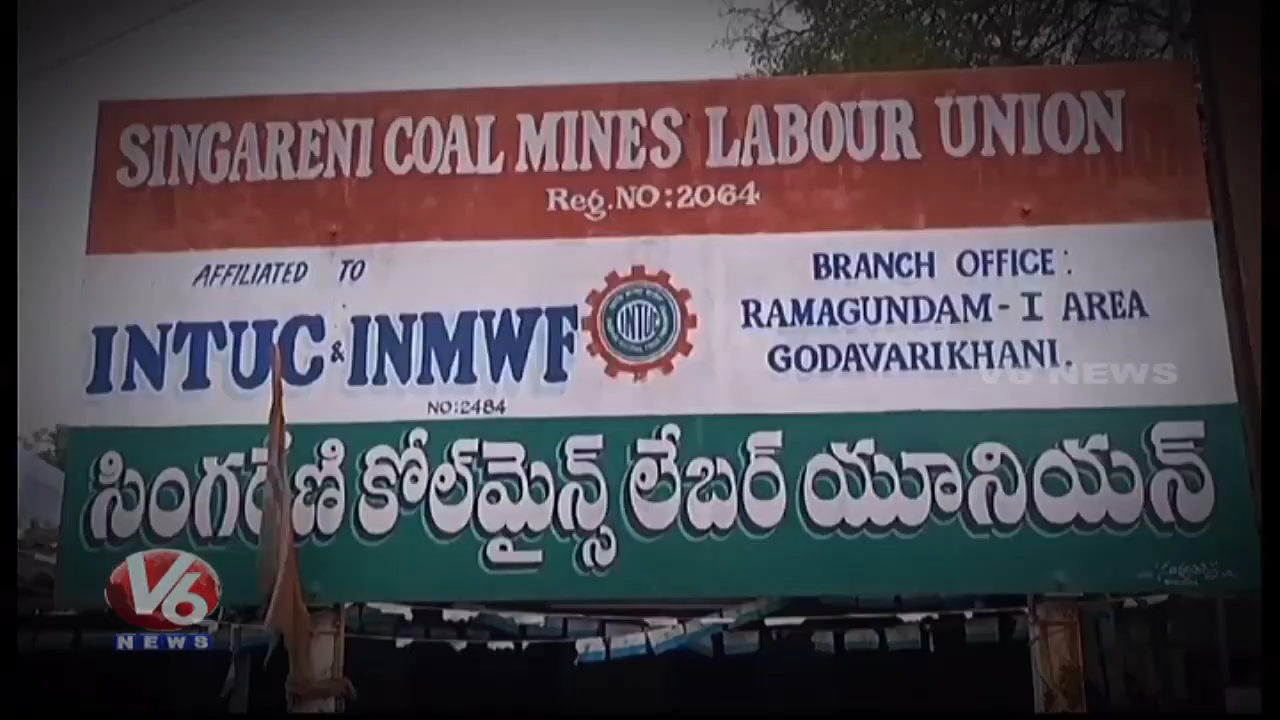 SINGARENI COAL MINES LABOUR UNION
Reg.NO:2064
AFFILIATED TO
INTUC & INMWF
NO:2484
INTUC
BRANCH OFFICE:
RAMAGUNDAM-I AREA
GODAVARIKHANI.
V6 NEWS
సింగరేణి కోల్‌మైన్స్ లేబర్ యూనియన్
V6
NEWS